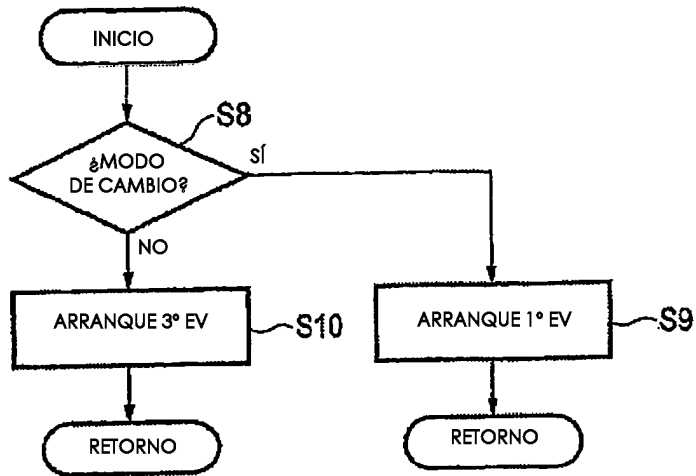 INICIO
S8
¿MODO
DE CAMBIO?
SÍ
NO
ARRANQUE 3º EV
S10
ARRANQUE 1º EV
S9
RETORNO
RETORNO